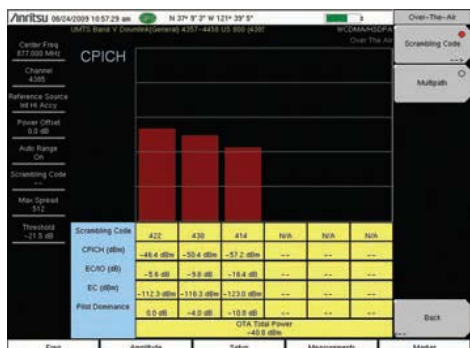 Anritsu 08/24/2009 10:57:29 am N 37° 9' 3" W 121° 39' 5"
Over-The-Air
UMTS Band V Downlink(General) 4357-4458 US 800 (4385 WCDMA/HSDPA
Over The Air
Center Freq
877.000 MHz
Channel
4385
Reference Source
Int Hi Accy
Power Offset
0.0 dB
Auto Range
On
Scrambling Code
--
Max Spread
512
Threshold
-21.5 dB
CPICH
Scrambling Code
-->
Multipath
Scrambling Code 422 430 414 N/A N/A N/A
CPICH (dBm) -46.4 dBm -50.4 dBm -57.2 dBm -- -- --
EC/IO (dB) -5.6 dB -9.8 dB -16.4 dB -- -- --
EC (dBm) -112.3 dBm -116.3 dBm -123.0 dBm -- -- --
Pilot Dominance 0.0 dB -4.0 dB -10.8 dB -- -- --
OTA Total Power
-40.8 dBm
Back
<--
Freq Amplitude Setup Measurements Marker